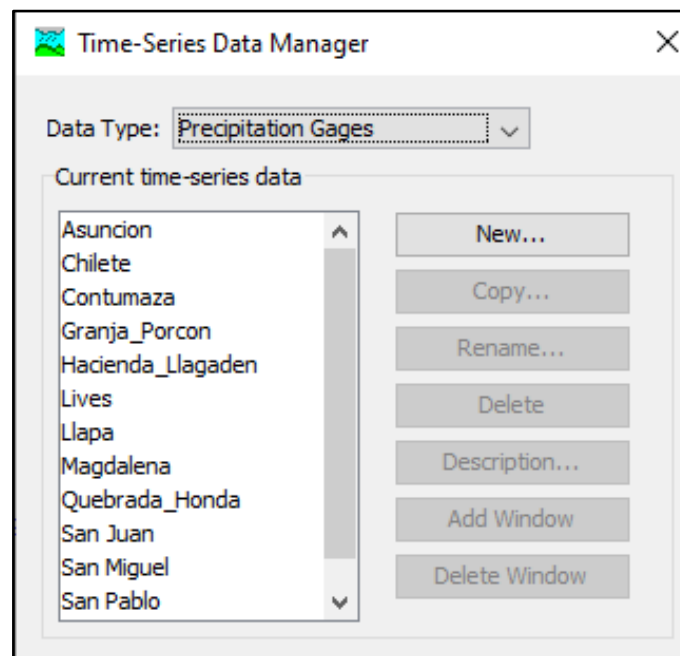 Time-Series Data Manager
Data Type: Precipitation Gages
Current time-series data
Asuncion
Chilete
Contumaza
Granja_Porcon
Hacienda_Llagaden
Lives
Llapa
Magdalena
Quebrada_Honda
San Juan
San Miguel
San Pablo
New...
Copy...
Rename...
Delete
Description...
Add Window
Delete Window